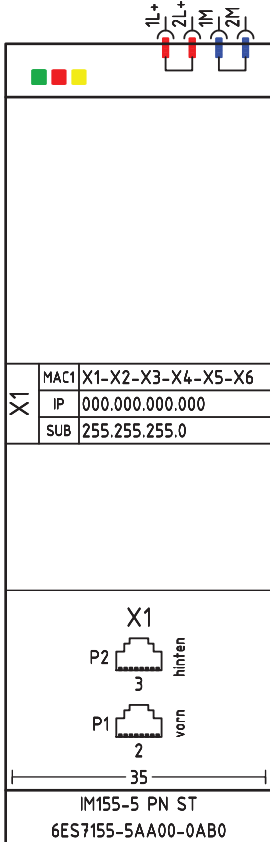 1L+ 2L+ 1M 2M
X1
MAC1 X1-X2-X3-X4-X5-X6
IP 000.000.000.000
SUB 255.255.255.0
X1
P2 hinten
3
P1 vorn
2
35
IM155-5 PN ST
6ES7155-5AA00-0AB0